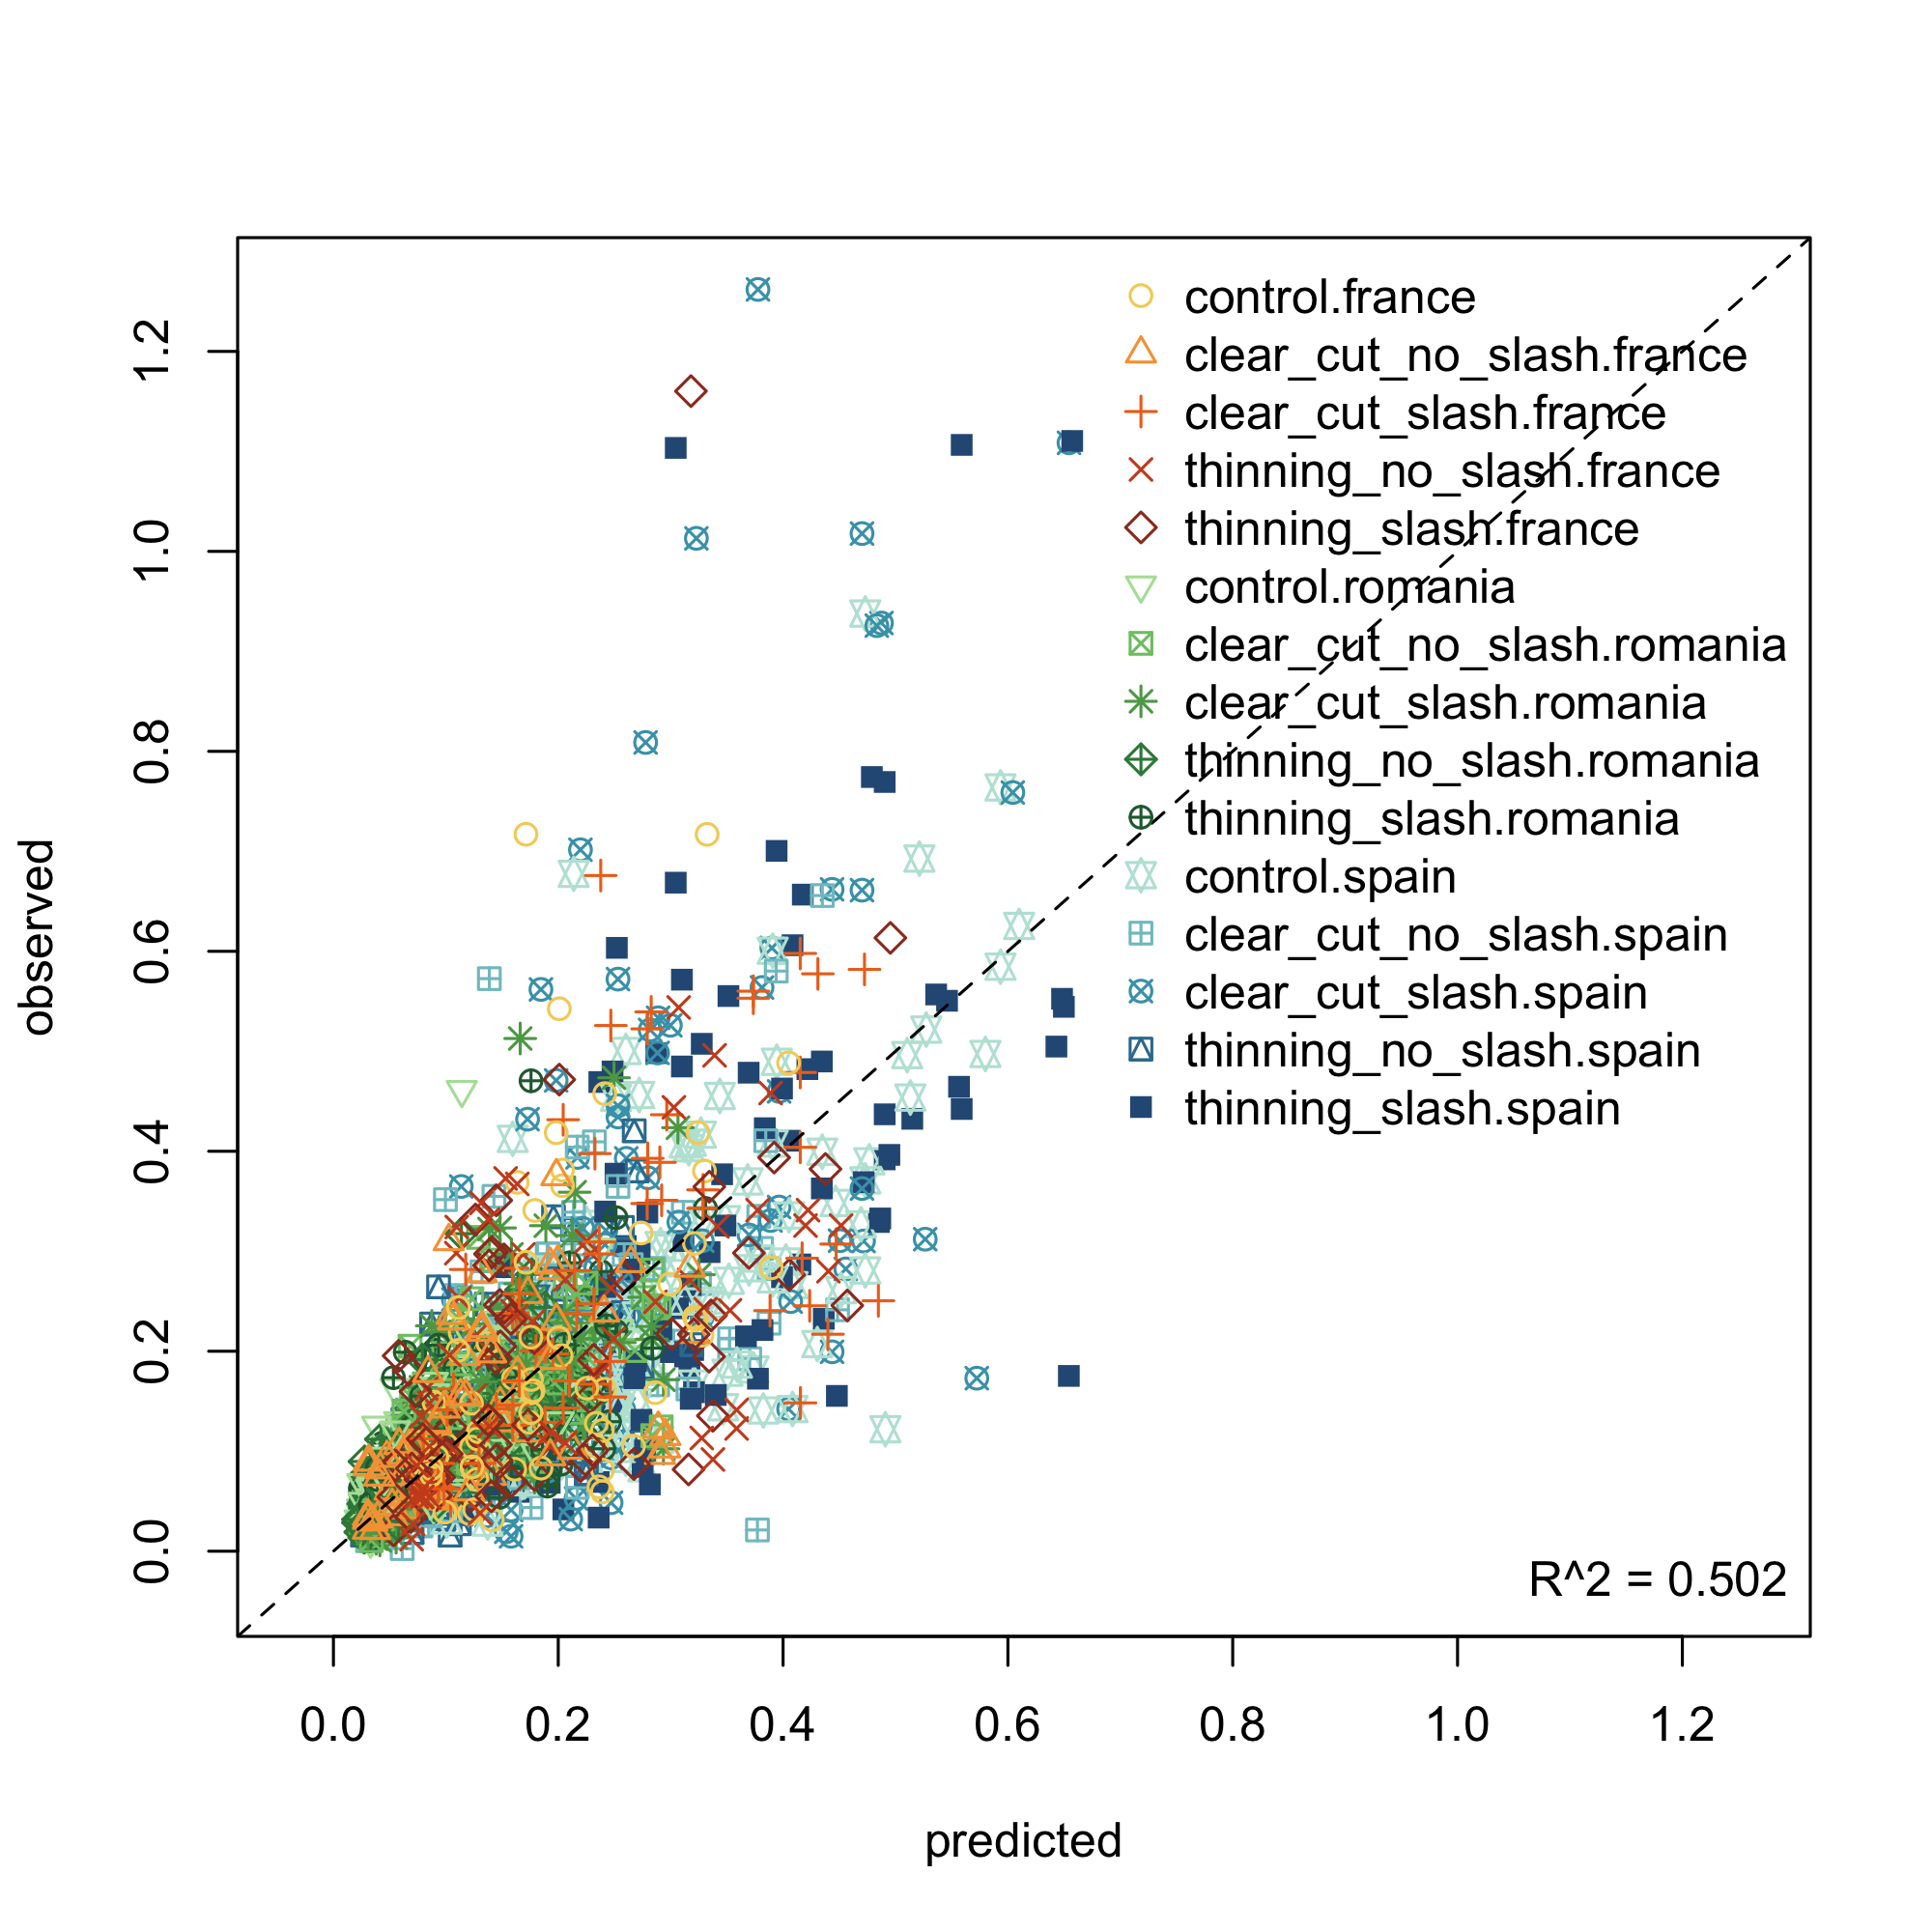 control.france
clear_cut_no_slash.france
clear_cut_slash.france
thinning_no_slash.france
thinning_slash.france
control.romania
clear_cut_no_slash.romania
clear_cut_slash.romania
thinning_no_slash.romania
thinning_slash.romania
control.spain
clear_cut_no_slash.spain
clear_cut_slash.spain
thinning_no_slash.spain
thinning_slash.spain
R^2 = 0.502
observed
1.2
1.0
0.8
0.6
0.4
0.2
0.0
0.0 0.2 0.4 0.6 0.8 1.0 1.2
predicted